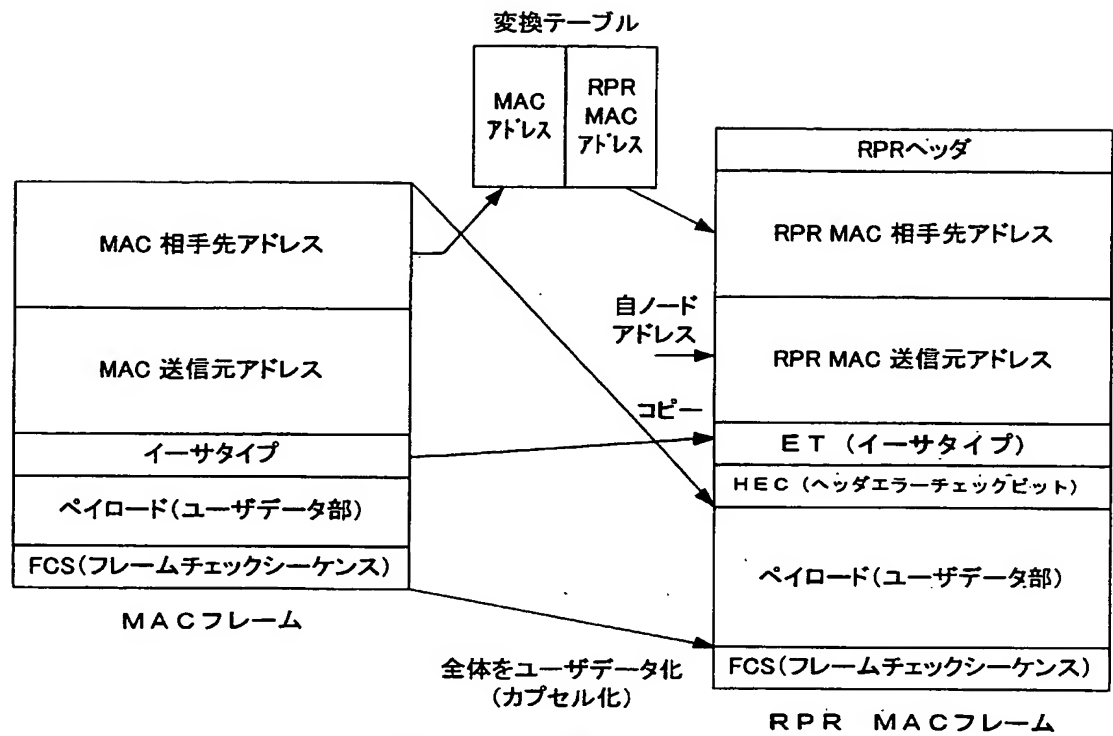 変換テーブル
MAC
アドレス
RPR
MAC
アドレス
MAC 相手先アドレス
MAC 送信元アドレス
イーサタイプ
ペイロード(ユーザデータ部)
FCS(フレームチェックシーケンス)
MACフレーム
自ノード
アドレス
コピー
全体をユーザデータ化
(カプセル化)
RPRヘッダ
RPR MAC 相手先アドレス
RPR MAC 送信元アドレス
ET (イーサタイプ)
HEC (ヘッダエラーチェックビット)
ペイロード(ユーザデータ部)
FCS(フレームチェックシーケンス)
RPR MACフレーム